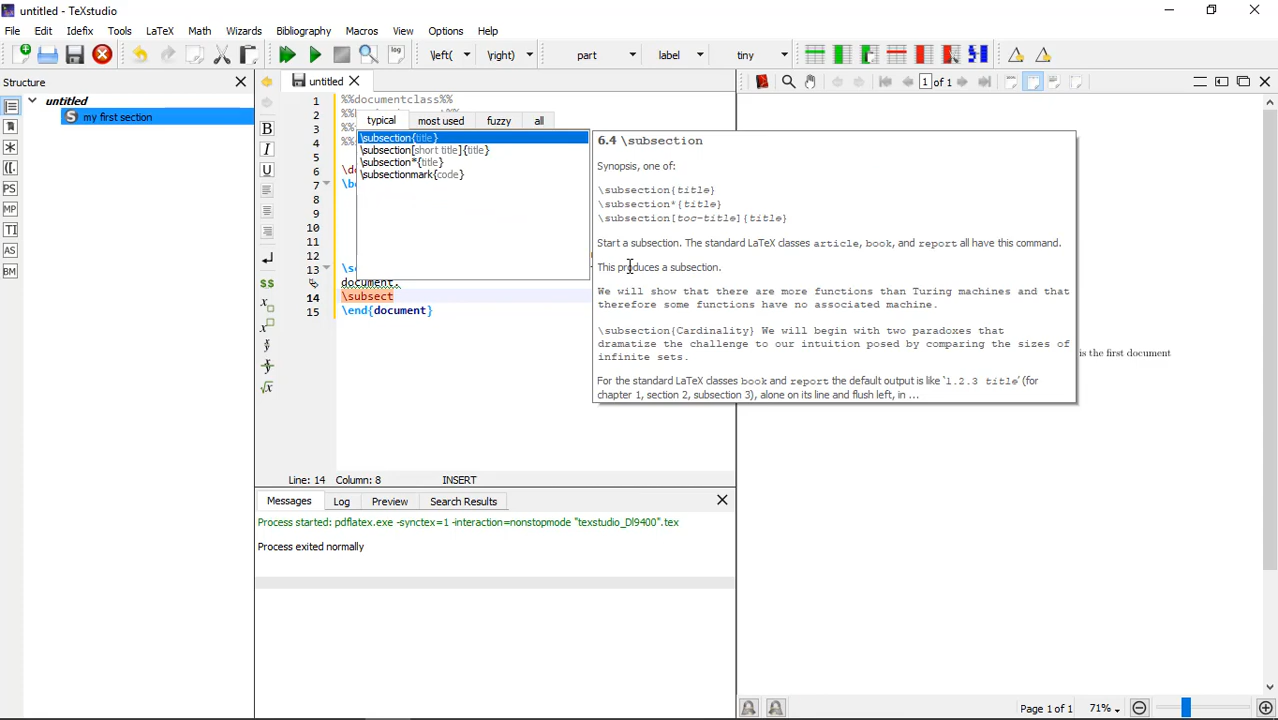 untitled - TeXstudio
File Edit Idefix Tools LaTeX Math Wizards Bibliography Macros View Options Help
log \left( \right) part label tiny
Structure
untitled
my first section
untitled
1 of 1
1 %%documentclass%%
2 %%
3 %%
4 %%
5
6 \do
7 \be
8
9
10
11
12
13 \se
document.
14 \subsect
15 \end{document}
typical most used fuzzy all
\subsection{title}
\subsection[short title]{title}
\subsection*{title}
\subsectionmark{code}
6.4 \subsection
Synopsis, one of:
\subsection{title}
\subsection*{title}
\subsection[toc-title]{title}
Start a subsection. The standard LaTeX classes article, book, and report all have this command.
This produces a subsection.
We will show that there are more functions than Turing machines and that
therefore some functions have no associated machine.
\subsection{Cardinality} We will begin with two paradoxes that
dramatize the challenge to our intuition posed by comparing the sizes of
infinite sets.
For the standard LaTeX classes book and report the default output is like `1.2.3 title' (for
chapter 1, section 2, subsection 3), alone on its line and flush left, in ...
is the first document
PS
MP
TI
AS
BM
B
I
U
$$
Line: 14 Column: 8 INSERT
Messages Log Preview Search Results
Process started: pdflatex.exe -synctex=1 -interaction=nonstopmode "texstudio_Dl9400".tex
Process exited normally
Page 1 of 1 71%